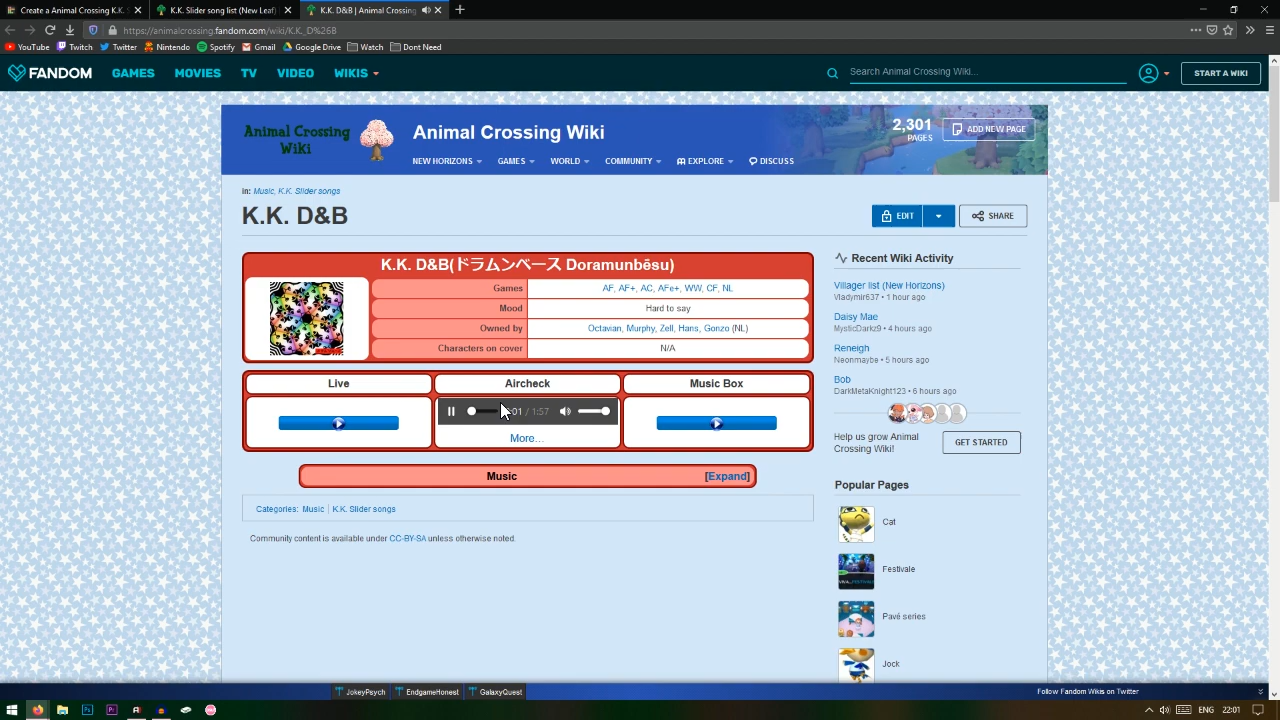 Create a Animal Crossing K.K. S
K.K. Slider song list (New Leaf)
K.K. D&B | Animal Crossing
https://animalcrossing.fandom.com/wiki/K.K._D%26B
YouTube Twitch Twitter Nintendo Spotify Gmail Google Drive Watch Dont Need
FANDOM GAMES MOVIES TV VIDEO WIKIS Search Animal Crossing Wiki... START A WIKI
Animal Crossing Wiki
Animal Crossing Wiki
2,301 PAGES
ADD NEW PAGE
NEW HORIZONS GAMES WORLD COMMUNITY EXPLORE DISCUSS
in: Music, K.K. Slider songs
K.K. D&B
EDIT SHARE
K.K. D&B(ドラムンベース Doramunbēsu)
Games AF, AF+, AC, AFe+, WW, CF, NL
Mood Hard to say
Owned by Octavian, Murphy, Zell, Hans, Gonzo (NL)
Characters on cover N/A
Live Aircheck Music Box
:01 / 1:57
More...
Music [Expand]
Categories: Music K.K. Slider songs
Community content is available under CC-BY-SA unless otherwise noted.
Recent Wiki Activity
Villager list (New Horizons)
Vladymir637 • 1 hour ago
Daisy Mae
MysticDarkz9 • 4 hours ago
Reneigh
Neonmaybe • 5 hours ago
Bob
DarkMetaKnight123 • 6 hours ago
Help us grow Animal
Crossing Wiki!
GET STARTED
Popular Pages
Cat
Festivale
Pavé series
Jock
JokeyPsych EndgameHonest GalaxyQuest Follow Fandom Wikis on Twitter
ENG 22:01